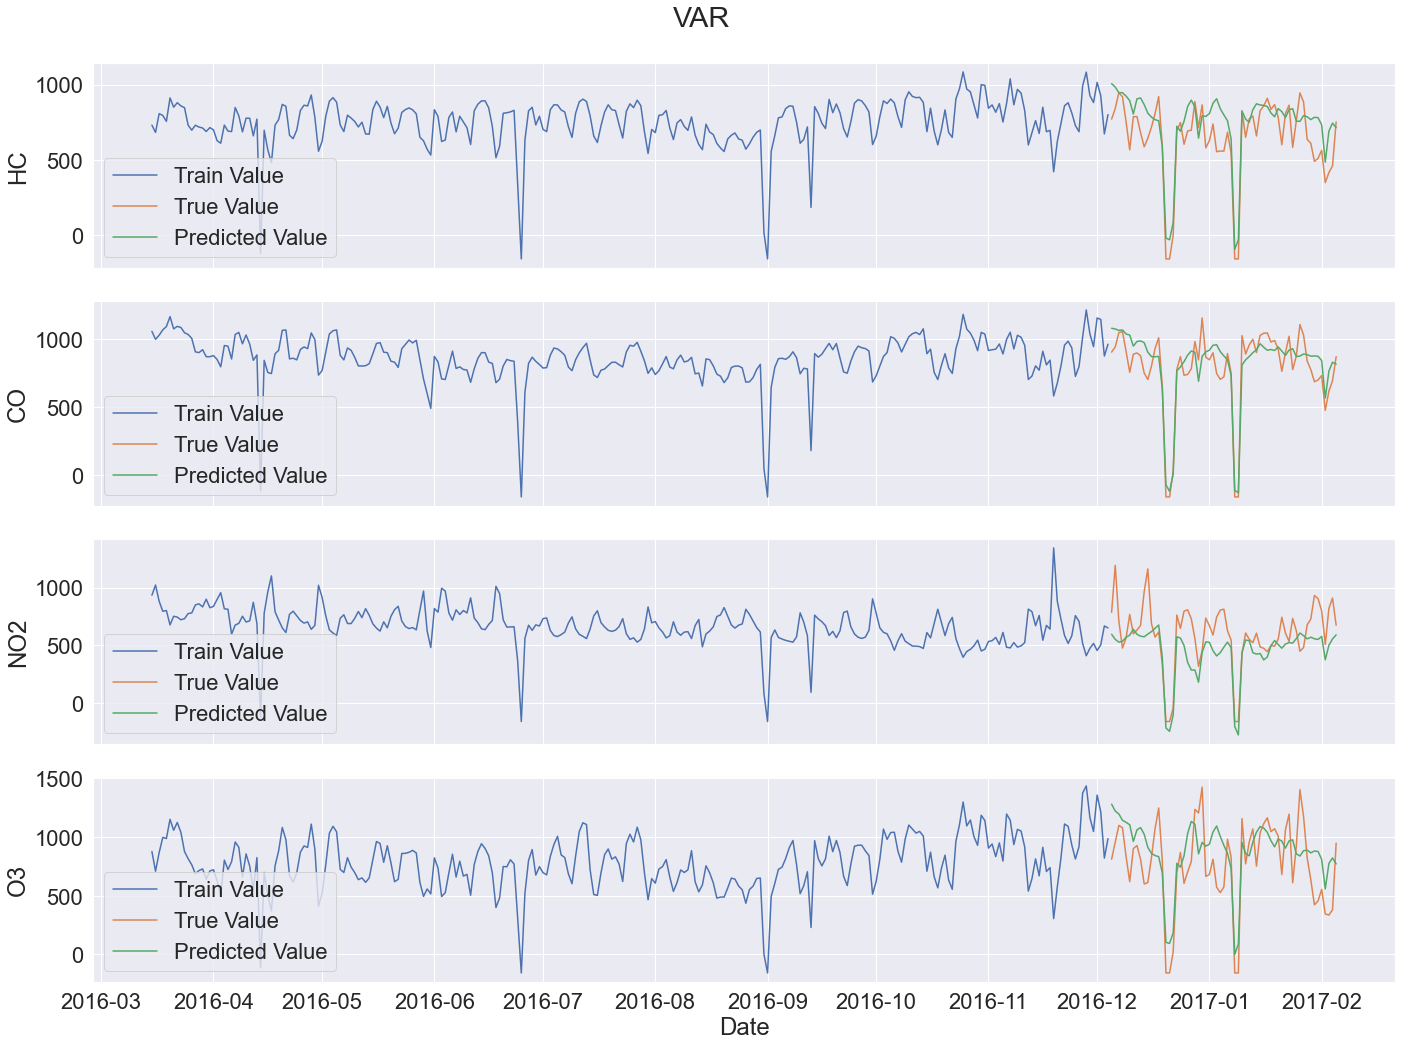 VAR
1000
500
0
HC
Train Value
True Value
Predicted Value
1000
500
0
CO
Train Value
True Value
Predicted Value
1000
500
0
NO2
Train Value
True Value
Predicted Value
1500
1000
500
0
O3
Train Value
True Value
Predicted Value
2016-03 2016-04 2016-05 2016-06 2016-07 2016-08 2016-09 2016-10 2016-11 2016-12 2017-01 2017-02
Date